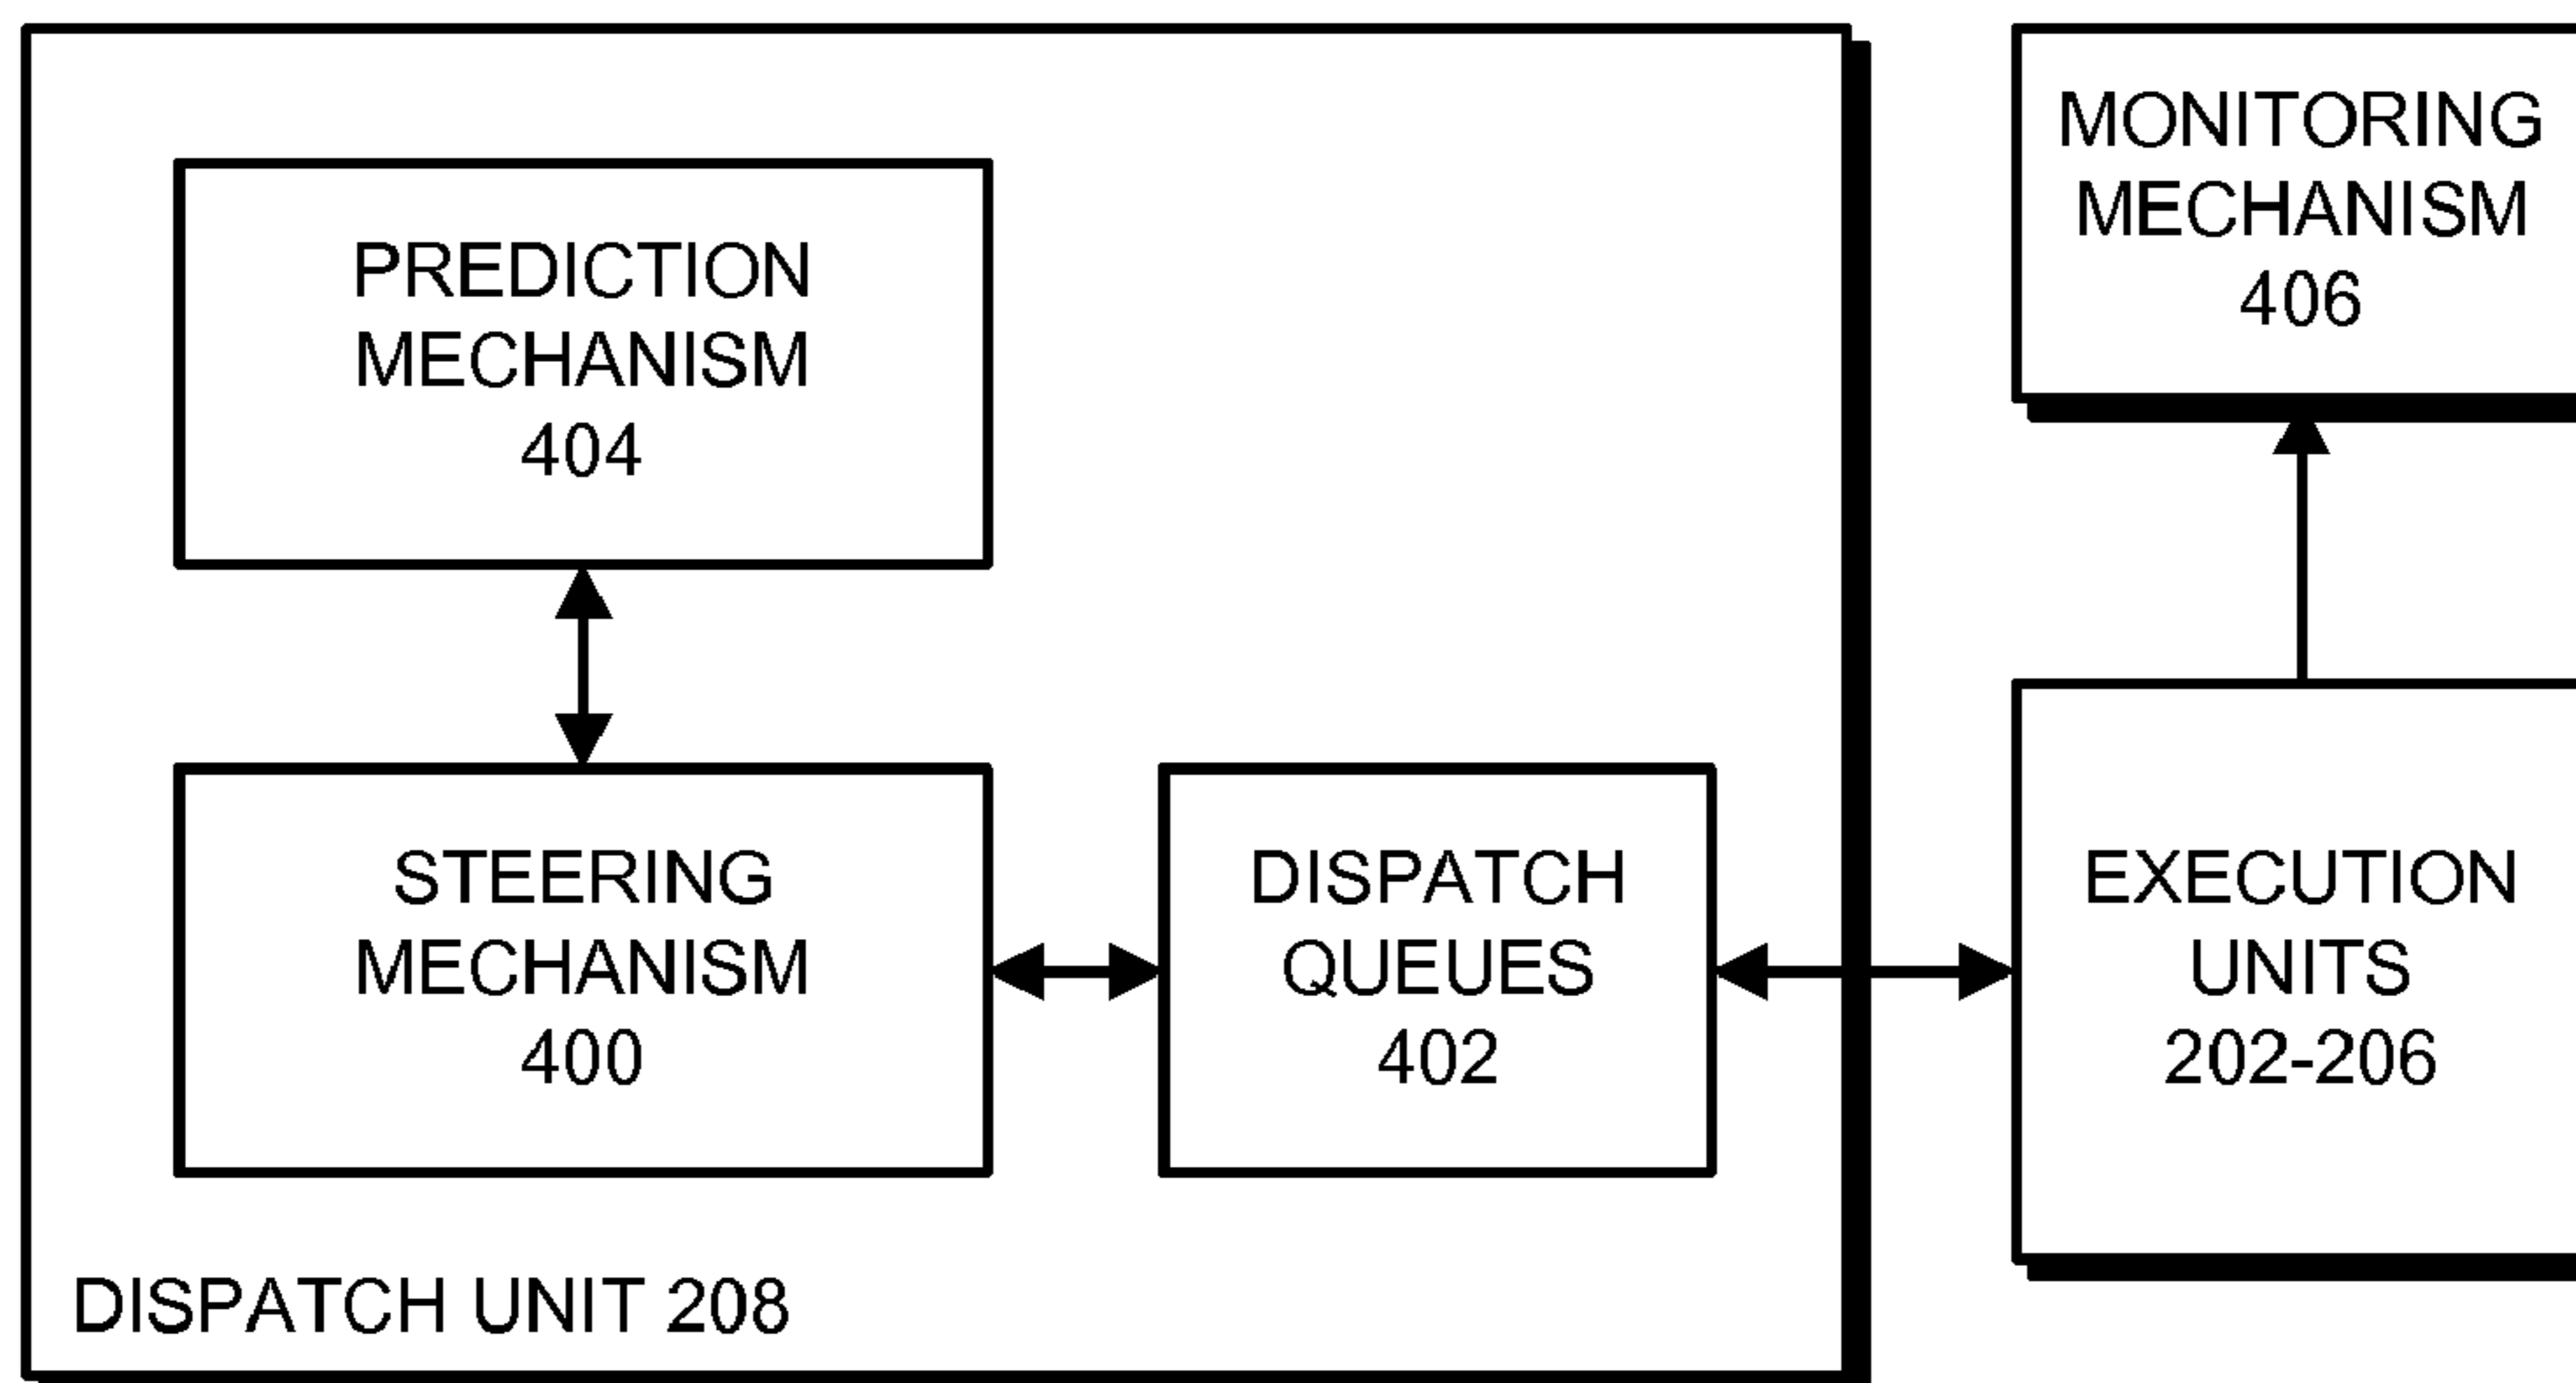 PREDICTION
MECHANISM
404
STEERING
MECHANISM
400
DISPATCH
QUEUES
402
DISPATCH UNIT 208
MONITORING
MECHANISM
406
EXECUTION
UNITS
202-206